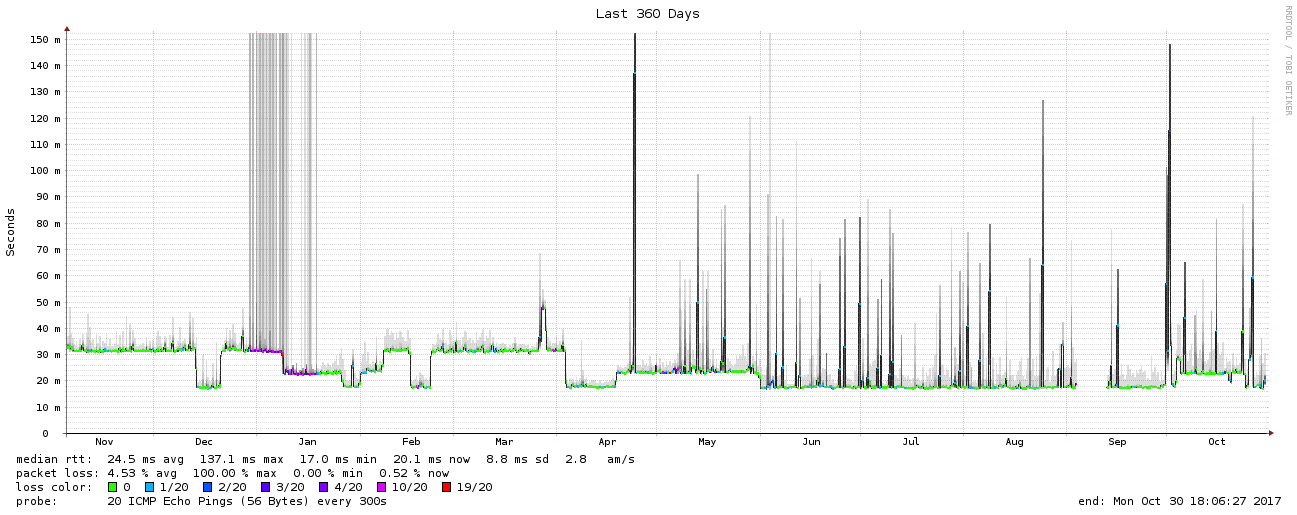 Last 360 Days
RRDTOOL / TOBI OETIKER
Seconds
150 m
140 m
130 m
120 m
110 m
100 m
90 m
80 m
70 m
60 m
50 m
40 m
30 m
20 m
10 m
0
Nov Dec Jan Feb Mar Apr May Jun Jul Aug Sep Oct
median rtt: 24.5 ms avg 137.1 ms max 17.0 ms min 20.1 ms now 8.8 ms sd 2.8 am/s
packet loss: 4.53 % avg 100.00 % max 0.00 % min 0.52 % now
loss color: 0 1/20 2/20 3/20 4/20 10/20 19/20
probe: 20 ICMP Echo Pings (56 Bytes) every 300s end: Mon Oct 30 18:06:27 2017